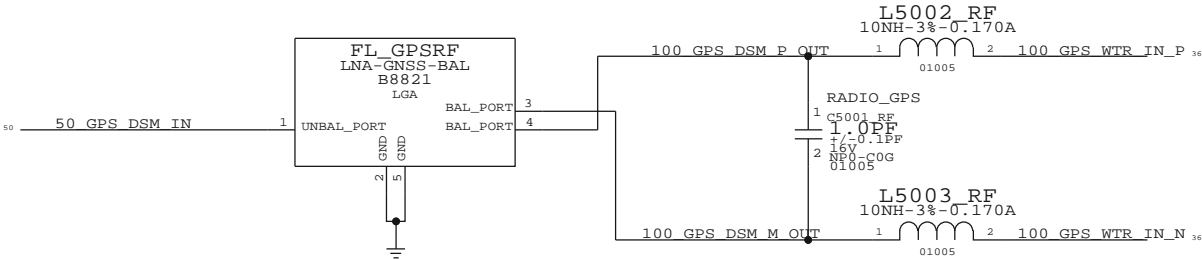 L5002_RF
10NH-3%-0.170A
FL_GPSRF
LNA-GNSS-BAL
B8821
LGA
100_GPS_DSM_P_OUT
1
2
100_GPS_WTR_IN_P
36
01005
BAL_PORT
3
RADIO_GPS
1
C5001_RF
1.0PF
+/-0.1PF
16V
NP0-C0G
01005
2
50
50_GPS_DSM_IN
1
UNBAL_PORT
BAL_PORT
4
GND
GND
2
5
L5003_RF
10NH-3%-0.170A
100_GPS_DSM_M_OUT
1
2
100_GPS_WTR_IN_N
36
01005